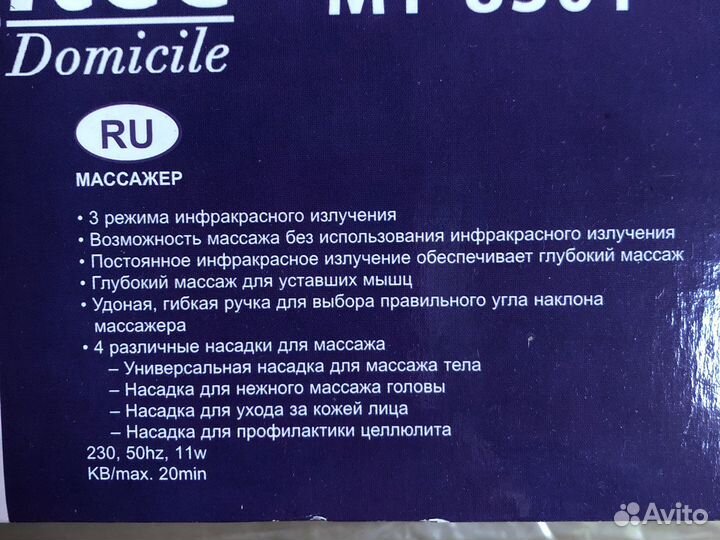 Domicile
RU
МАССАЖЕР
• 3 режима инфракрасного излучения
• Возможность массажа без использования инфракрасного излучения
• Постоянное инфракрасное излучение обеспечивает глубокий массаж
• Глубокий массаж для уставших мышц
• Удоная, гибкая ручка для выбора правильного угла наклона
массажера
• 4 различные насадки для массажа
– Универсальная насадка для массажа тела
– Насадка для нежного массажа головы
– Насадка для ухода за кожей лица
– Насадка для профилактики целлюлита
230, 50hz, 11w
KB/max. 20min
Avito